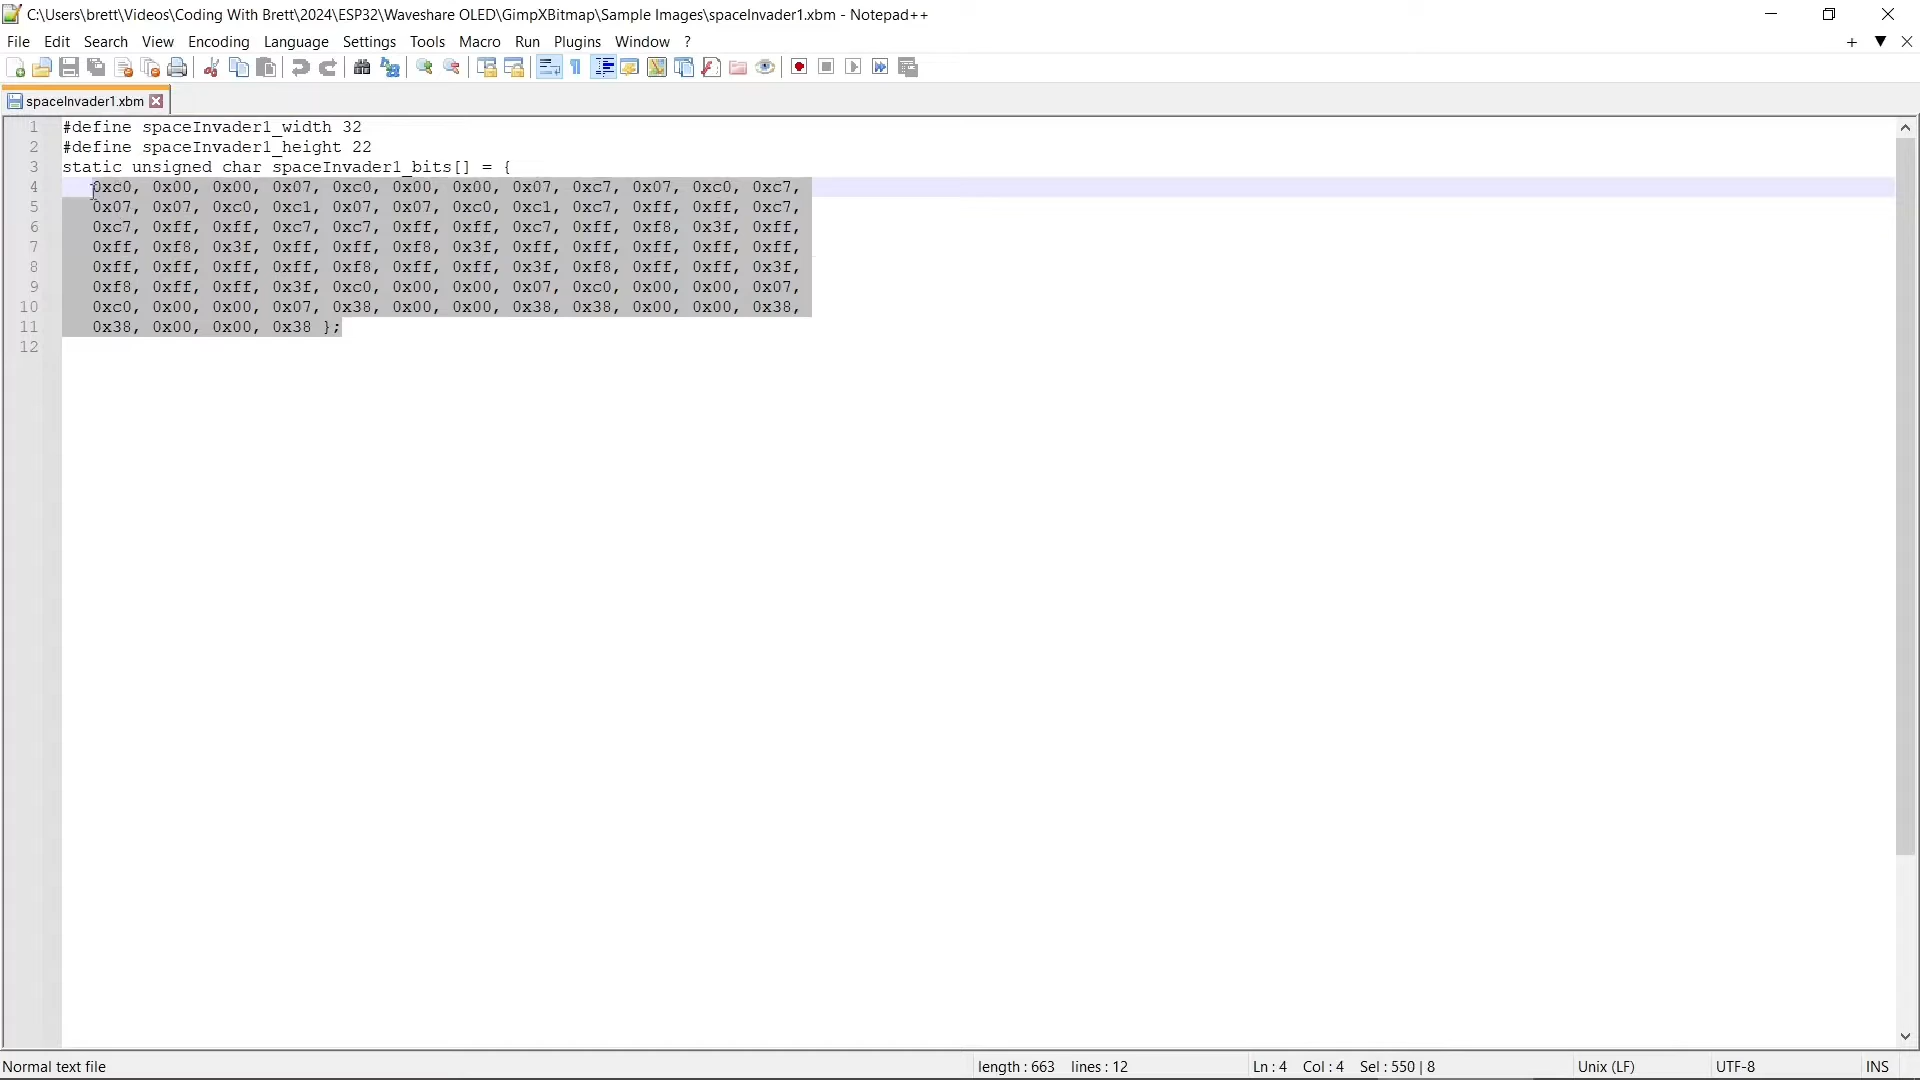 C:\Users\brett\Videos\Coding With Brett\2024\ESP32\Waveshare OLED\GimpXBitmap\Sample Images\spaceInvader1.xbm - Notepad++
File Edit Search View Encoding Language Settings Tools Macro Run Plugins Window ? + ▼ X
spaceInvader1.xbm
1 #define spaceInvader1_width 32
2 #define spaceInvader1_height 22
3 static unsigned char spaceInvader1_bits[] = {
4 0xc0, 0x00, 0x00, 0x07, 0xc0, 0x00, 0x00, 0x07, 0xc7, 0x07, 0xc0, 0xc7,
5 0x07, 0x07, 0xc0, 0xc1, 0x07, 0x07, 0xc0, 0xc1, 0xc7, 0xff, 0xff, 0xc7,
6 0xc7, 0xff, 0xff, 0xc7, 0xc7, 0xff, 0xff, 0xc7, 0xff, 0xf8, 0x3f, 0xff,
7 0xff, 0xf8, 0x3f, 0xff, 0xff, 0xf8, 0x3f, 0xff, 0xff, 0xff, 0xff, 0xff,
8 0xff, 0xff, 0xff, 0xff, 0xf8, 0xff, 0xff, 0x3f, 0xf8, 0xff, 0xff, 0x3f,
9 0xf8, 0xff, 0xff, 0x3f, 0xc0, 0x00, 0x00, 0x07, 0xc0, 0x00, 0x00, 0x07,
10 0xc0, 0x00, 0x00, 0x07, 0x38, 0x00, 0x00, 0x38, 0x38, 0x00, 0x00, 0x38,
11 0x38, 0x00, 0x00, 0x38 };
12
Normal text file length : 663 lines : 12 Ln : 4 Col : 4 Sel : 550 | 8 Unix (LF) UTF-8 INS